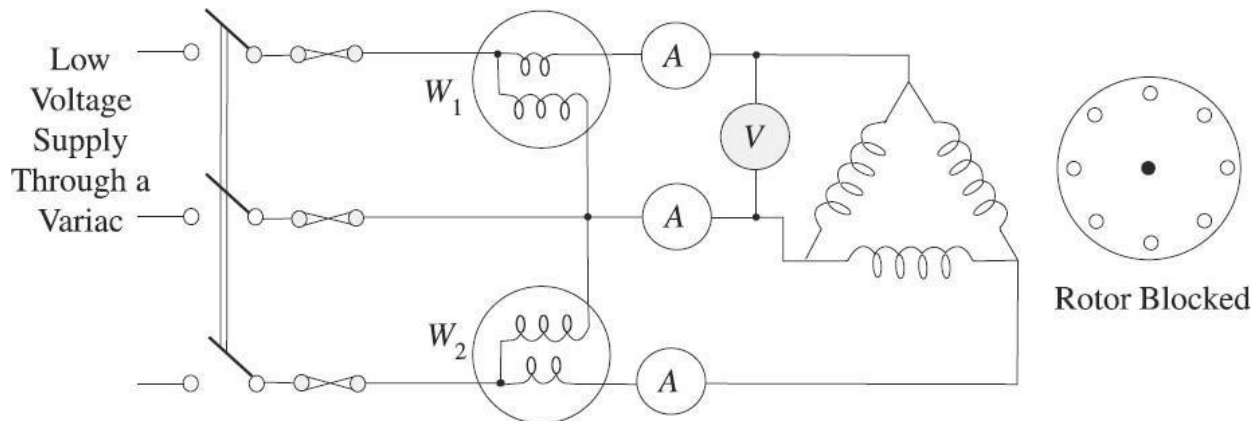 Low
Voltage
Supply
Through a
Variac
W1
A
V
A
W2
A
Rotor Blocked